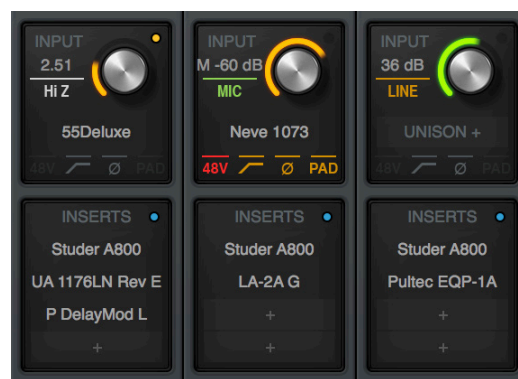 INPUT
2.51
Hi Z
55Deluxe
48V Ø PAD
INSERTS
Studer A800
UA 1176LN Rev E
P DelayMod L
+
INPUT
M -60 dB
MIC
Neve 1073
48V Ø PAD
INSERTS
Studer A800
LA-2A G
+
+
INPUT
36 dB
LINE
UNISON +
48V Ø PAD
INSERTS
Studer A800
Pultec EQP-1A
+
+